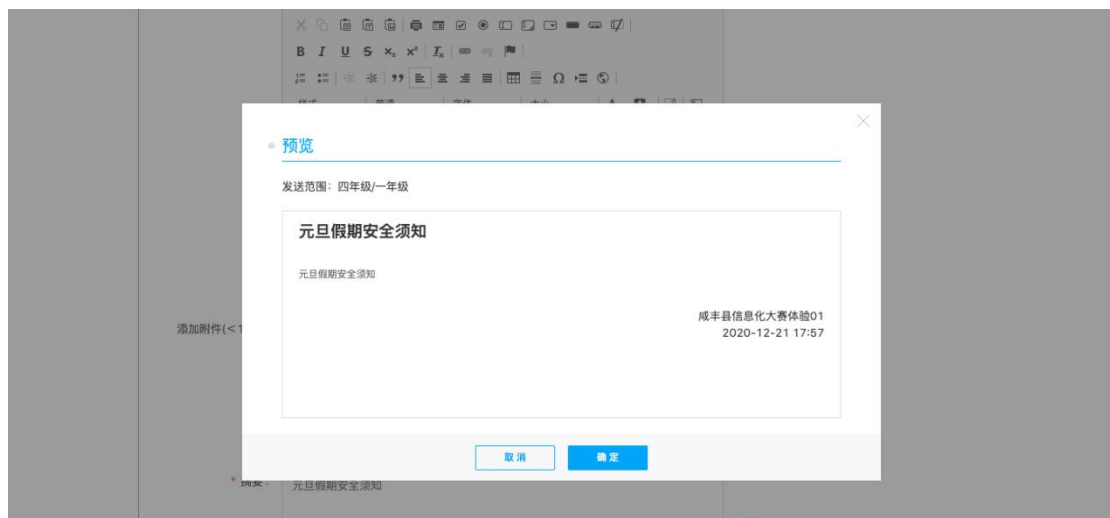 预览
发送范围：四年级/一年级
元旦假期安全须知
元旦假期安全须知
咸丰县信息化大赛体验01
2020-12-21 17:57
添加附件(<1
取消
确定
* 摘要：
元旦假期安全须知